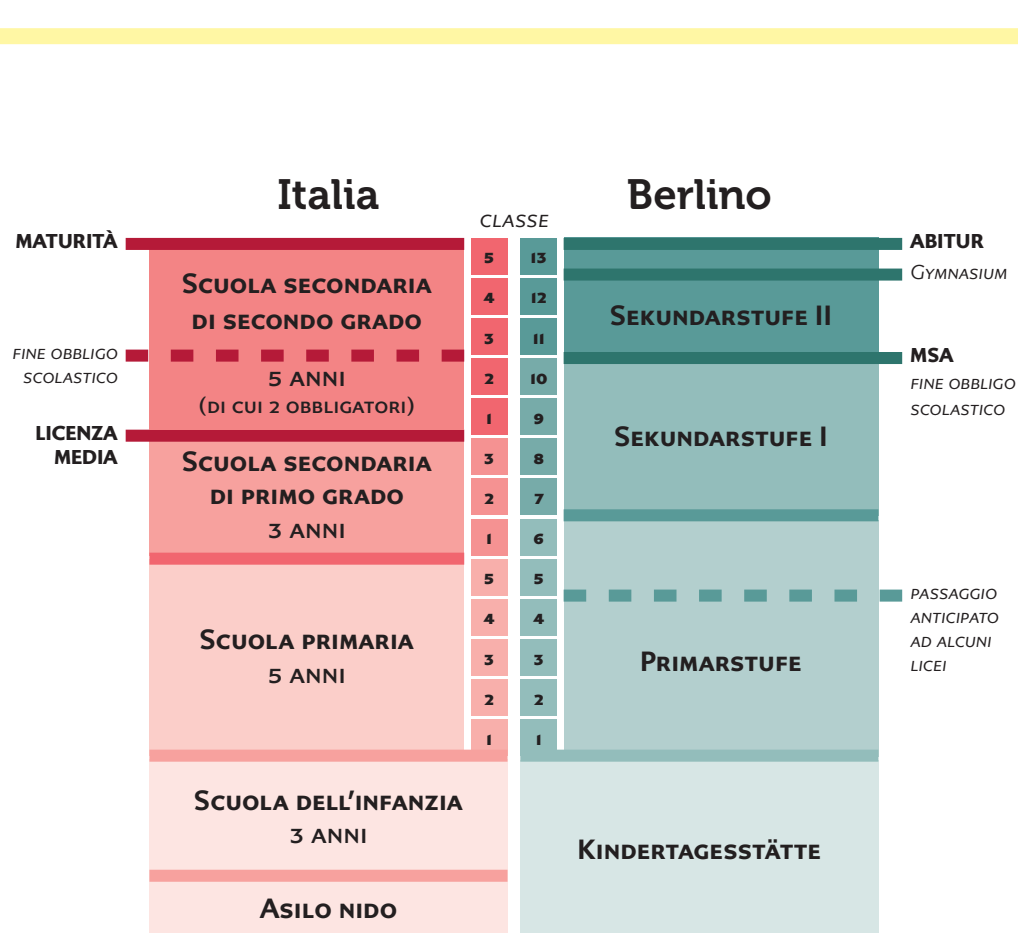 Italia
Berlino
CLASSE
MATURITÀ
ABITUR
GYMNASIUM
5 13
SCUOLA SECONDARIA
DI SECONDO GRADO
4 12
SEKUNDARSTUFE II
3 11
FINE OBBLIGO
SCOLASTICO
MSA
FINE OBBLIGO
SCOLASTICO
5 ANNI
(DI CUI 2 OBBLIGATORI)
2 10
1 9
LICENZA
MEDIA
SEKUNDARSTUFE I
SCUOLA SECONDARIA
DI PRIMO GRADO
3 ANNI
3 8
2 7
1 6
5 5
PASSAGGIO
ANTICIPATO
AD ALCUNI
LICEI
4 4
SCUOLA PRIMARIA
5 ANNI
3 3
PRIMARSTUFE
2 2
1 1
SCUOLA DELL'INFANZIA
3 ANNI
KINDERTAGESSTÄTTE
ASILO NIDO